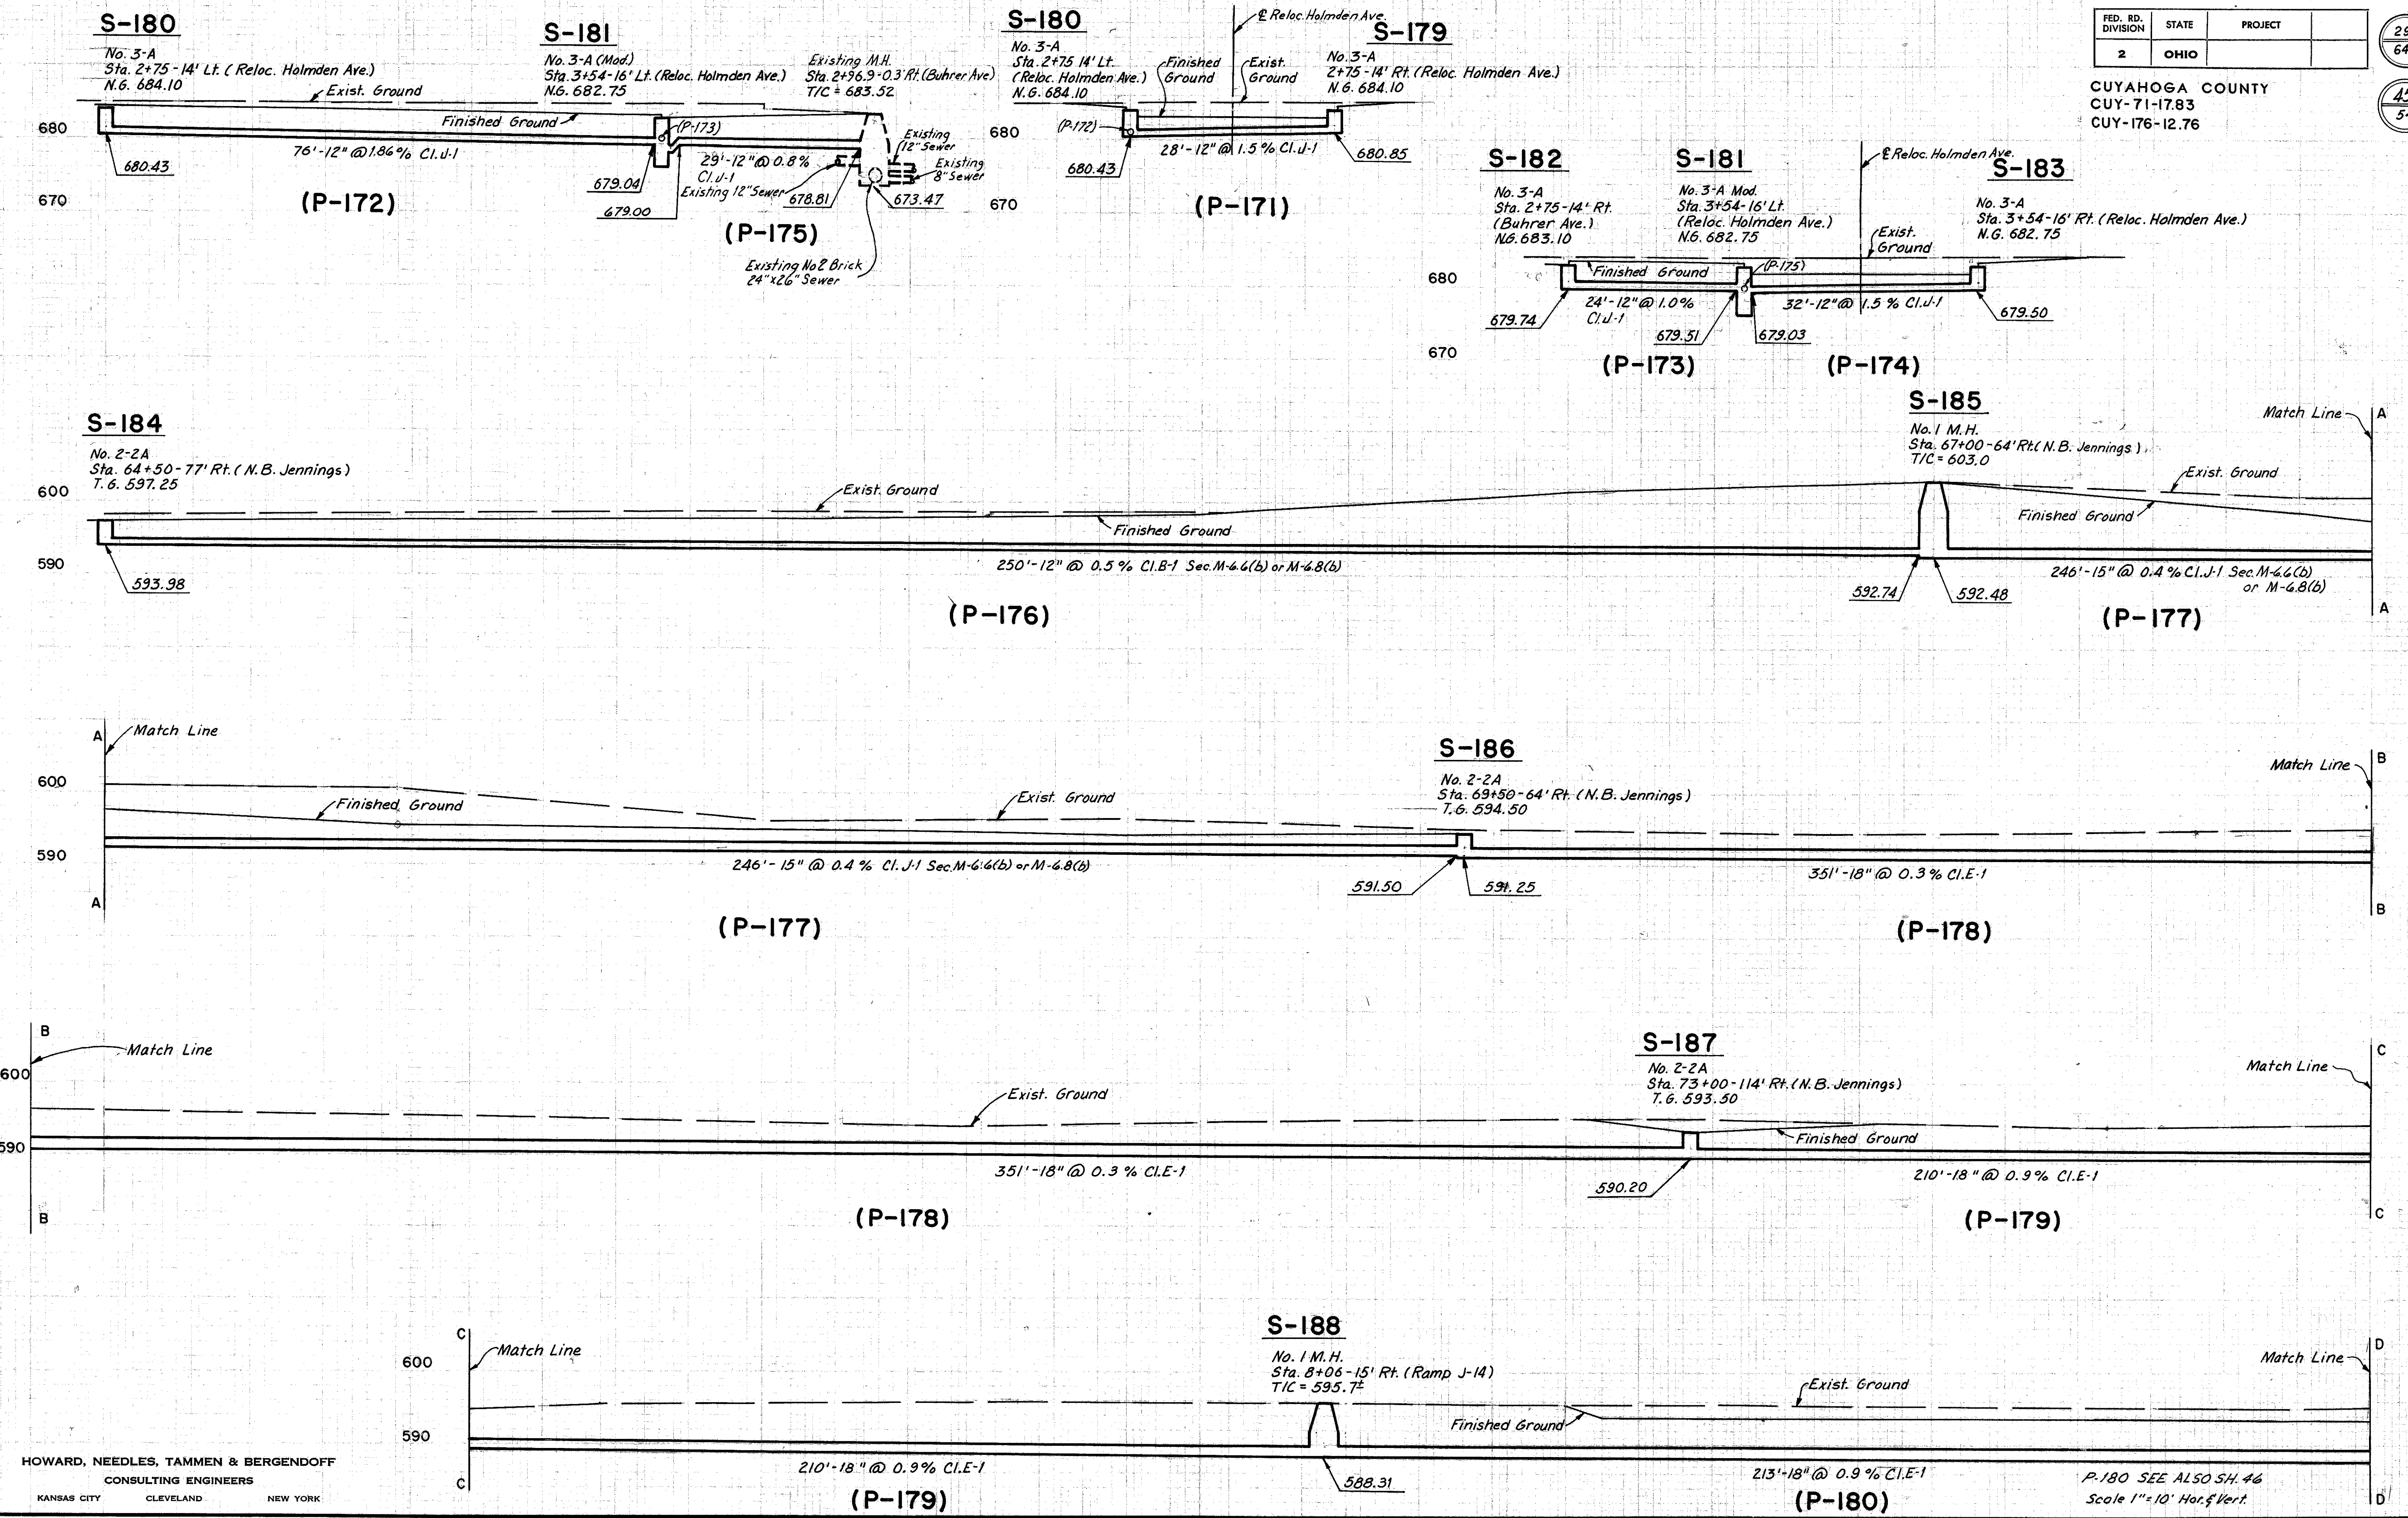 S-180
No. 3-A
Sta. 2+75-14' Lt. (Reloc. Holmden Ave.)
N.G. 684.10
S-181
No. 3-A (Mod.)
Sta. 3+54-16' Lt. (Reloc. Holmden Ave.)
N.G. 682.75
Existing M.H.
Sta. 2+96.9-0.3' Rt. (Buhrer Ave)
T/C = 683.52
Exist. Ground
Finished Ground
680
(P-173)
76'-12" @ 1.86% Cl.J-1
680.43
29'-12" @ 0.8%
Cl.J-1
Existing
12" Sewer
Existing
8" Sewer
Existing 12" Sewer
679.04
679.00
678.81
673.47
670
(P-172)
(P-175)
Existing No 2 Brick
24"x26" Sewer
S-180
No. 3-A
Sta. 2+75 14' Lt.
(Reloc. Holmden Ave.)
N.G. 684.10
℄ Reloc. Holmden Ave.
S-179
No. 3-A
2+75-14' Rt. (Reloc. Holmden Ave.)
N.G. 684.10
Finished
Ground
Exist.
Ground
680
(P-172)
28'-12" @ 1.5% Cl.J-1
680.43
680.85
670
(P-171)
FED. RD.
DIVISION
STATE
PROJECT
2
OHIO
CUYAHOGA COUNTY
CUY-71-17.83
CUY-176-12.76
S-182
No. 3-A
Sta. 2+75-14' Rt.
(Buhrer Ave.)
N.G. 683.10
S-181
No. 3-A Mod.
Sta. 3+54-16' Lt.
(Reloc. Holmden Ave.)
N.G. 682.75
℄ Reloc. Holmden Ave.
S-183
No. 3-A
Sta. 3+54-16' Rt. (Reloc. Holmden Ave.)
N.G. 682.75
Exist.
Ground
680
Finished Ground
(P-175)
24'-12" @ 1.0%
Cl.J-1
32'-12" @ 1.5% Cl.J-1
679.74
679.51
679.03
679.50
670
(P-173)
(P-174)
S-184
No. 2-2A
Sta. 64+50-77' Rt. (N.B. Jennings)
T.G. 597.25
S-185
No. 1 M.H.
Sta. 67+00-64' Rt. (N.B. Jennings)
T/C = 603.0
Match Line
A
600
Exist. Ground
Finished Ground
Exist. Ground
Finished Ground
590
593.98
250'-12" @ 0.5% Cl.B-1 Sec.M-6.6(b) or M-6.8(b)
592.74
592.48
246'-15" @ 0.4% Cl.J-1 Sec.M-6.6(b)
or M-6.8(b)
A
(P-176)
(P-177)
A
Match Line
600
Finished Ground
Exist. Ground
S-186
No. 2-2A
Sta. 69+50-64' Rt. (N.B. Jennings)
T.G. 594.50
Match Line
B
590
246'-15" @ 0.4% Cl.J-1 Sec.M-6.6(b) or M-6.8(b)
591.50
591.25
351'-18" @ 0.3% Cl.E-1
A
B
(P-177)
(P-178)
B
Match Line
600
Exist. Ground
S-187
No. 2-2A
Sta. 73+00-114' Rt. (N.B. Jennings)
T.G. 593.50
Match Line
C
590
Finished Ground
351'-18" @ 0.3% Cl.E-1
590.20
210'-18" @ 0.9% Cl.E-1
B
C
(P-178)
(P-179)
C
Match Line
600
S-188
No. 1 M.H.
Sta. 8+06-15' Rt. (Ramp J-14)
T/C = 595.7±
Match Line
D
Exist. Ground
Finished Ground
590
210'-18" @ 0.9% Cl.E-1
588.31
213'-18" @ 0.9% Cl.E-1
C
D
(P-179)
(P-180)
P-180 SEE ALSO SH. 46
Scale 1"=10' Hor. & Vert.
HOWARD, NEEDLES, TAMMEN & BERGENDOFF
CONSULTING ENGINEERS
KANSAS CITY CLEVELAND NEW YORK